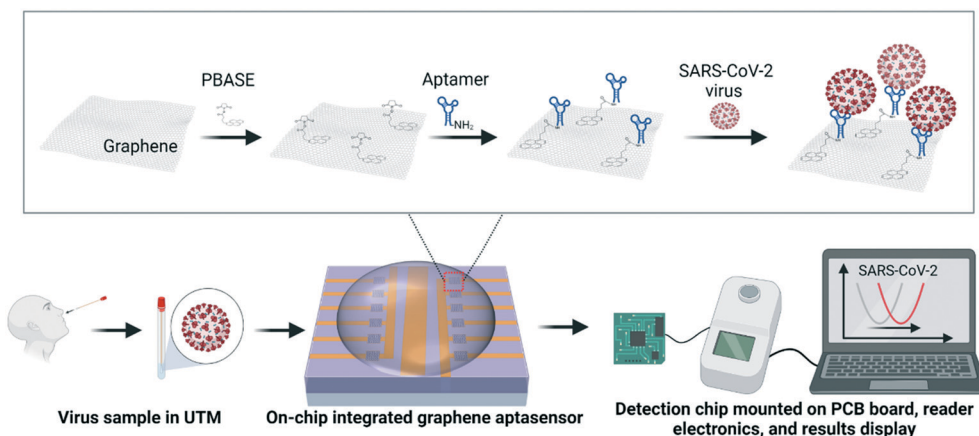 PBASE
Graphene
Aptamer
NH₂
SARS-CoV-2
virus
SARS-CoV-2
Virus sample in UTM
On-chip integrated graphene aptasensor
Detection chip mounted on PCB board, reader
electronics, and results display